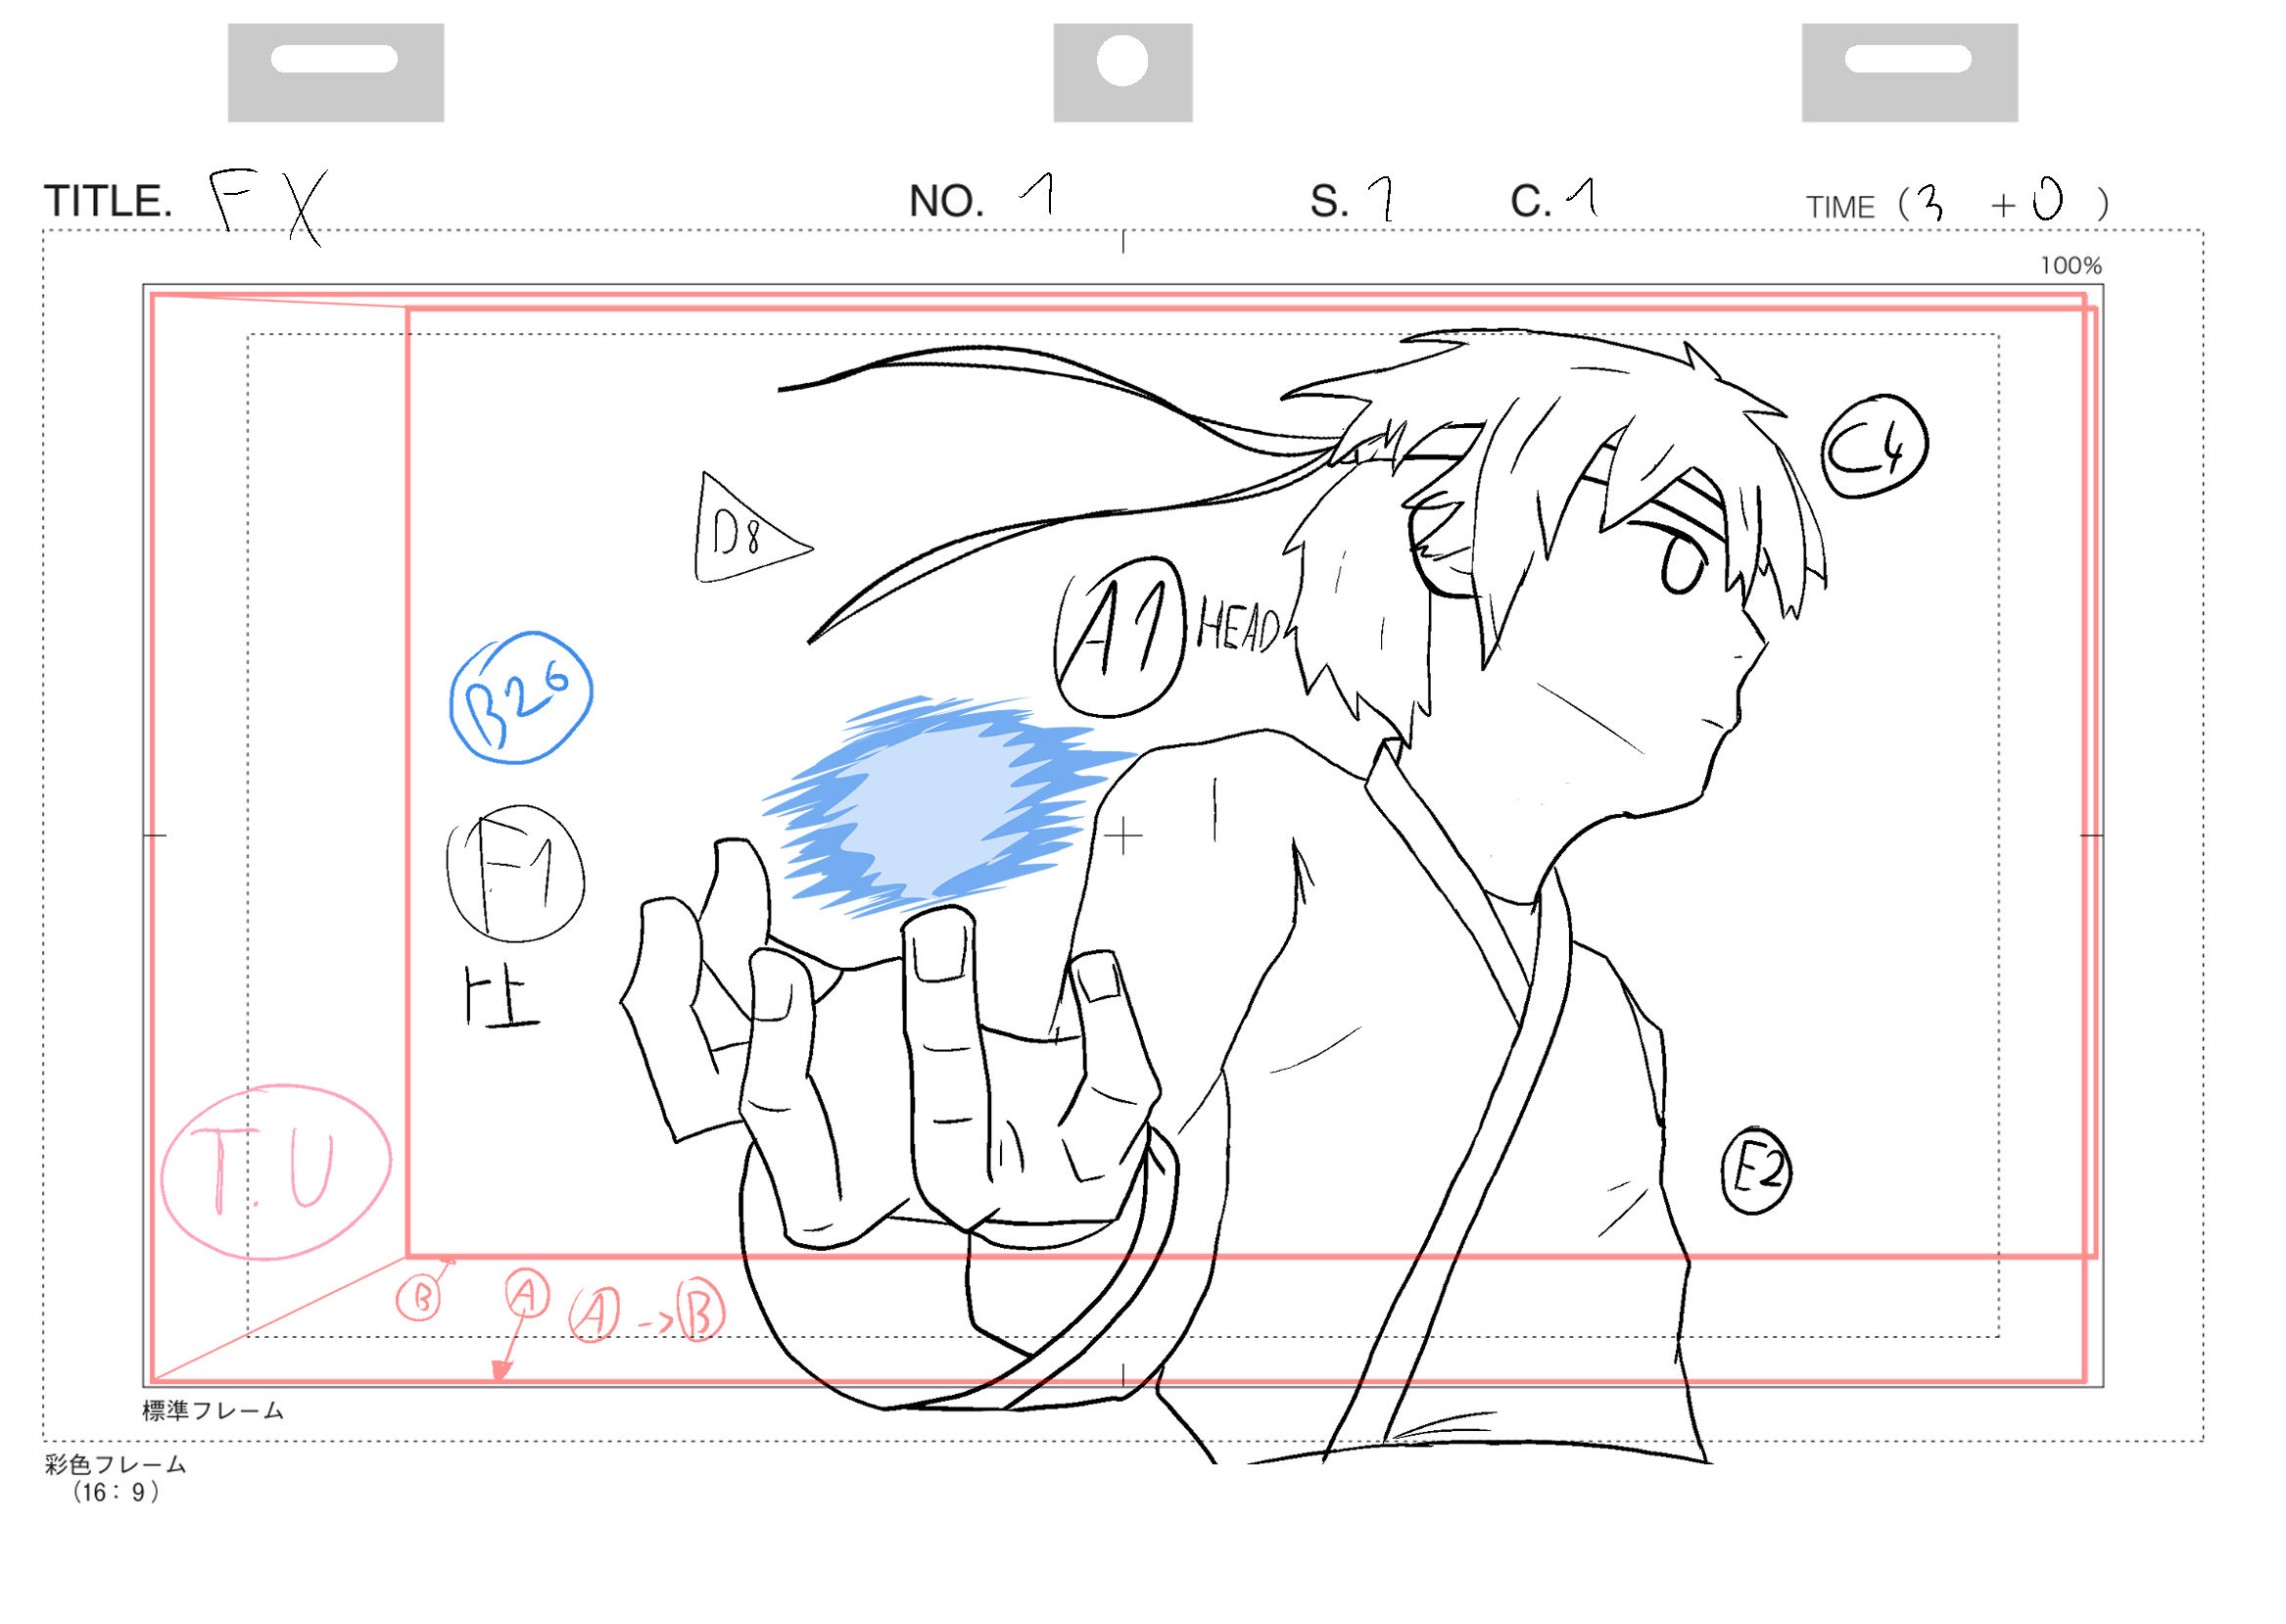 TITLE. FX NO. 1 S. 1 C. 1 TIME (3 + 0)
100%
C4
D8
A1 HEAD
B26
F1
T.U
E2
B A A -> B
標準フレーム
彩色フレーム
(16:9)